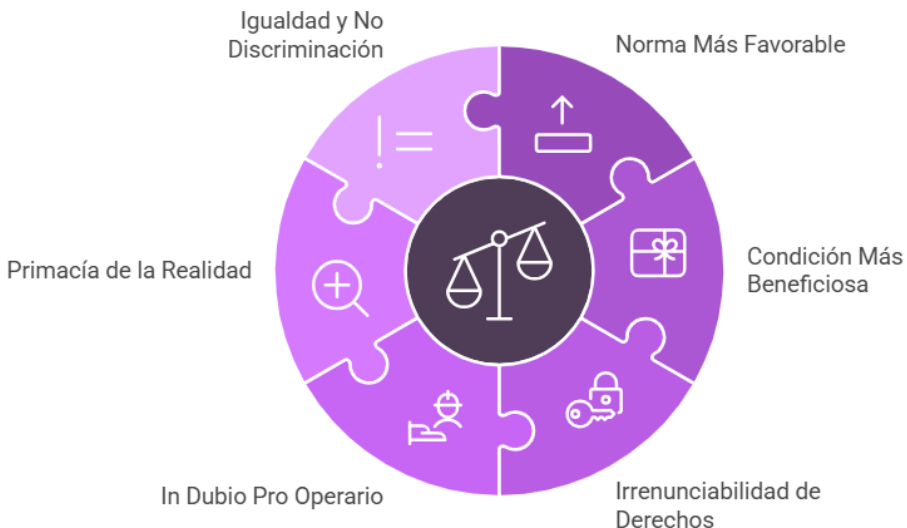 Igualdad y No
Discriminación
Norma Más Favorable
Primacía de la Realidad
Condición Más
Beneficiosa
In Dubio Pro Operario
Irrenunciabilidad de
Derechos